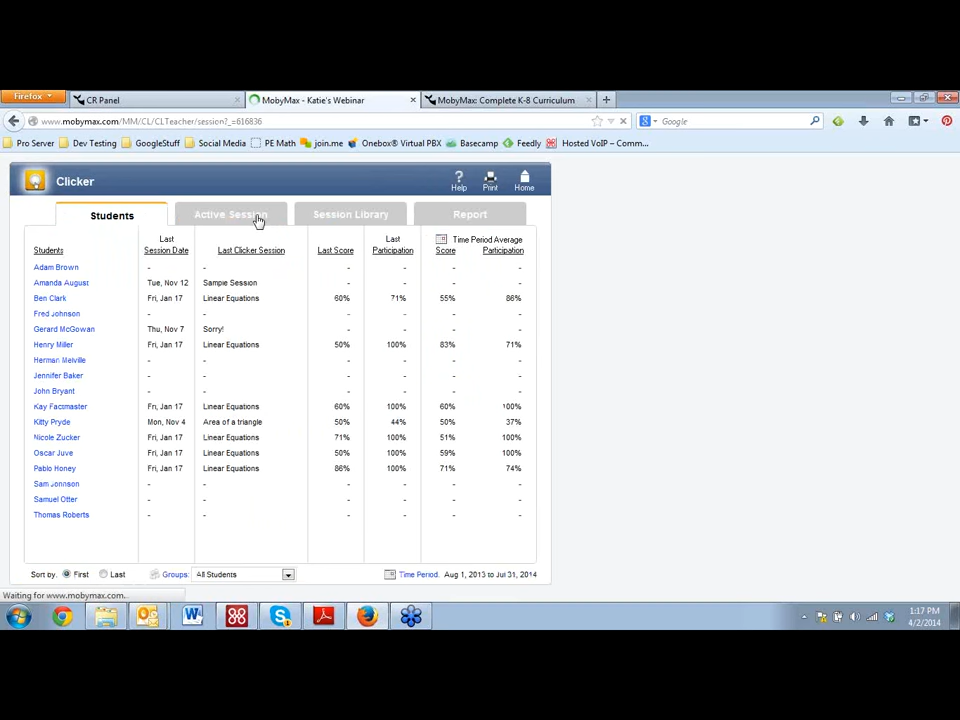 Firefox
CR Panel × MobyMax - Katie's Webinar × MobyMax: Complete K-8 Curriculum × +
www.mobymax.com/MM/CL/CLTeacher/session?_=616836 Google
Pro Server Dev Testing GoogleStuff Social Media PE Math join.me Onebox® Virtual PBX Basecamp Feedly Hosted VoIP – Comm...
Clicker Help Print Home
Students Active Session Session Library Report
Last Last Time Period Average
Students Session Date Last Clicker Session Last Score Participation Score Participation
Adam Brown - - - - - -
Amanda August Tue, Nov 12 Sample Session - - - -
Ben Clark Fri, Jan 17 Linear Equations 60% 71% 55% 86%
Fred Johnson - - - - - -
Gerard McGowan Thu, Nov 7 Sorry! - - - -
Henry Miller Fri, Jan 17 Linear Equations 50% 100% 83% 71%
Herman Melville - - - - - -
Jennifer Baker - - - - - -
John Bryant - - - - - -
Kay Facmaster Fri, Jan 17 Linear Equations 60% 100% 60% 100%
Kitty Pryde Mon, Nov 4 Area of a triangle 50% 44% 50% 37%
Nicole Zucker Fri, Jan 17 Linear Equations 71% 100% 51% 100%
Oscar Juve Fri, Jan 17 Linear Equations 50% 100% 59% 100%
Pablo Honey Fri, Jan 17 Linear Equations 86% 100% 71% 74%
Sam Johnson - - - - - -
Samuel Otter - - - - - -
Thomas Roberts - - - - - -
Sort by: First Last Groups: All Students Time Period: Aug 1, 2013 to Jul 31, 2014
Waiting for www.mobymax.com...
1:17 PM
4/2/2014